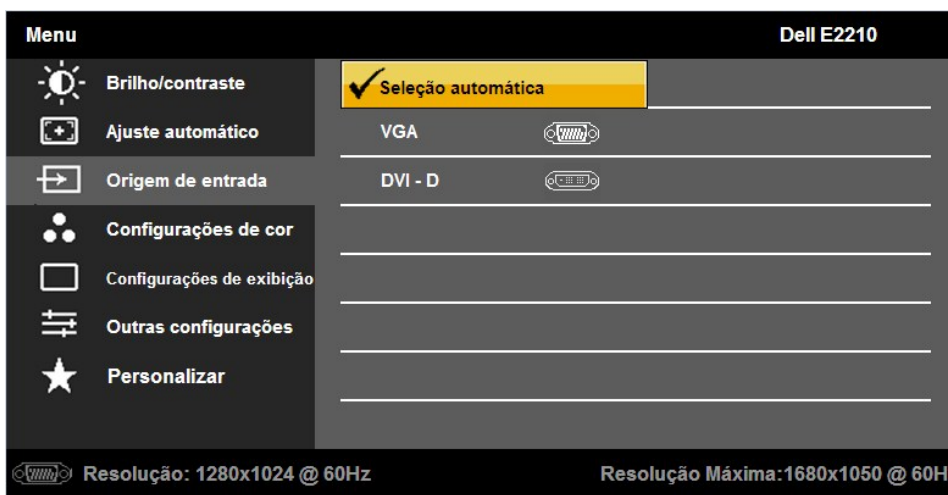 Menu Dell E2210
Brilho/contraste
Seleção automática
Ajuste automático
VGA
Origem de entrada
DVI - D
Configurações de cor
Configurações de exibição
Outras configurações
Personalizar
Resolução: 1280x1024 @ 60Hz
Resolução Máxima:1680x1050 @ 60H